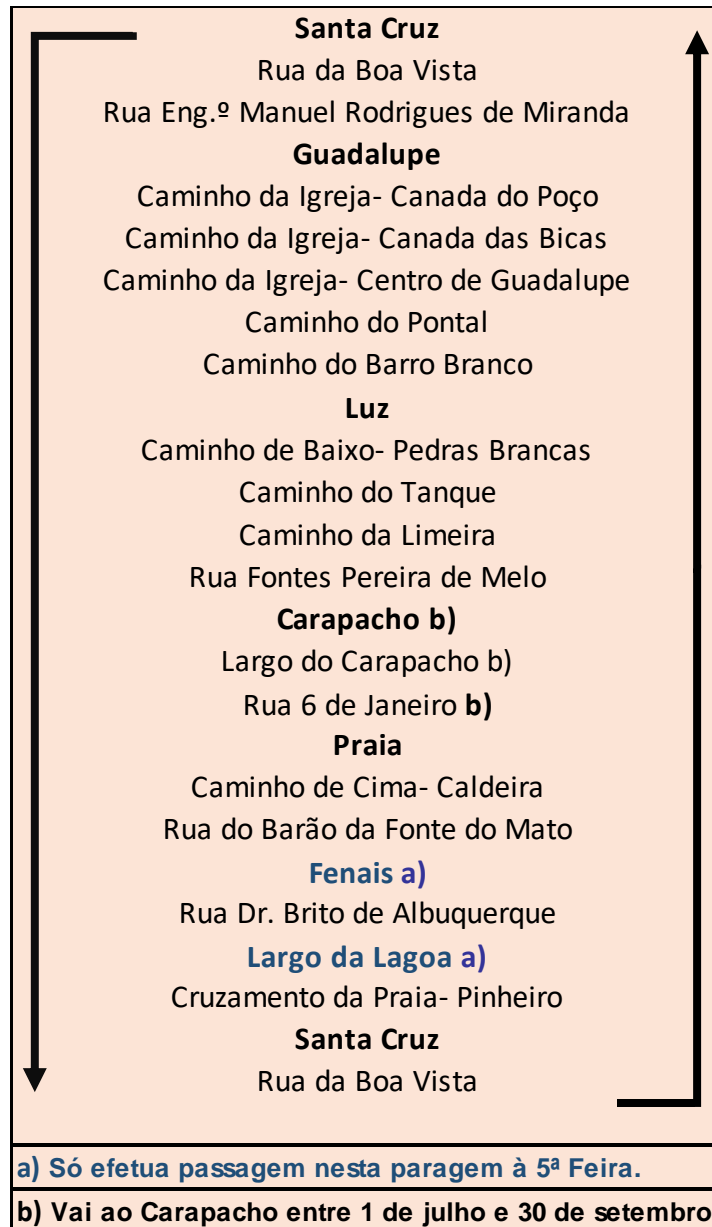 Santa Cruz
Rua da Boa Vista
Rua Eng.º Manuel Rodrigues de Miranda
Guadalupe
Caminho da Igreja- Canada do Poço
Caminho da Igreja- Canada das Bicas
Caminho da Igreja- Centro de Guadalupe
Caminho do Pontal
Caminho do Barro Branco
Luz
Caminho de Baixo- Pedras Brancas
Caminho do Tanque
Caminho da Limeira
Rua Fontes Pereira de Melo
Carapacho b)
Largo do Carapacho b)
Rua 6 de Janeiro b)
Praia
Caminho de Cima- Caldeira
Rua do Barão da Fonte do Mato
Fenais a)
Rua Dr. Brito de Albuquerque
Largo da Lagoa a)
Cruzamento da Praia- Pinheiro
Santa Cruz
Rua da Boa Vista
a) Só efetua passagem nesta paragem à 5ª Feira.
b) Vai ao Carapacho entre 1 de julho e 30 de setembro